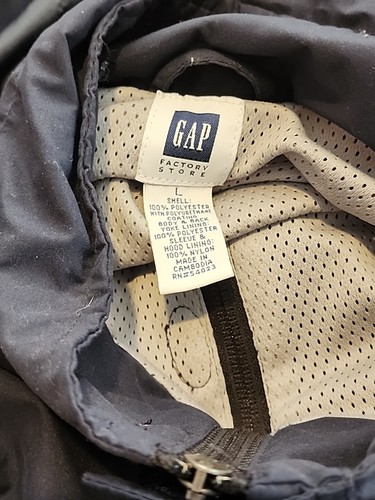 GAP
FACTORY
STORE
L
SHELL:
100% POLYESTER
WITH POLYURETHANE
COATING
BODY & BACK
YOKE LINING:
100% POLYESTER
SLEEVE &
HOOD LINING:
100% NYLON
MADE IN
CAMBODIA
RN#54023